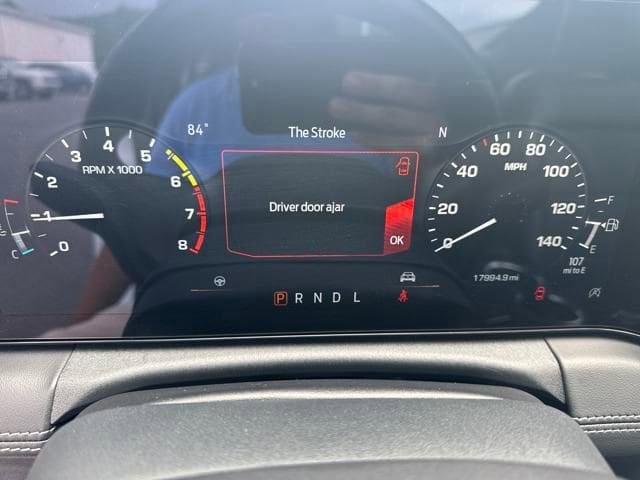 84° The Stroke N
Driver door ajar
OK
RPM X 1000
0 1 2 3 4 5 6 7 8
C
MPH
0 20 40 60 80 100 120 140
F
E
107
mi to E
17994.9 mi
P R N D L